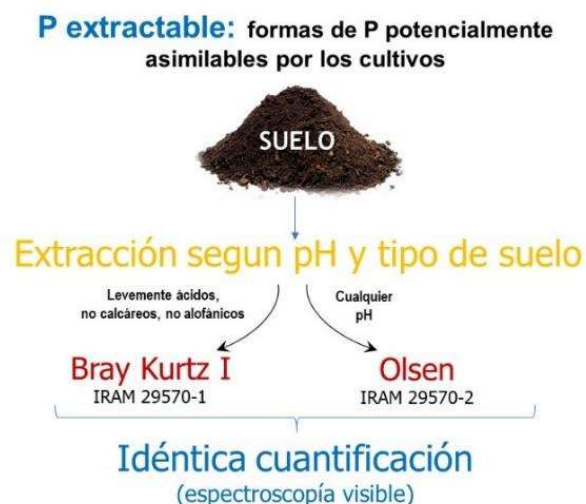 P extractable: formas de P potencialmente
asimilables por los cultivos
SUELO
Extracción segun pH y tipo de suelo
Levemente ácidos,
no calcáreos, no alofánicos
Cualquier
pH
Bray Kurtz I
IRAM 29570-1
Olsen
IRAM 29570-2
Idéntica cuantificación
(espectroscopía visible)